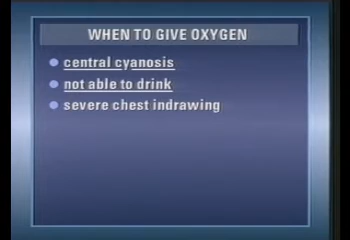 WHEN TO GIVE OXYGEN
central cyanosis
not able to drink
severe chest indrawing